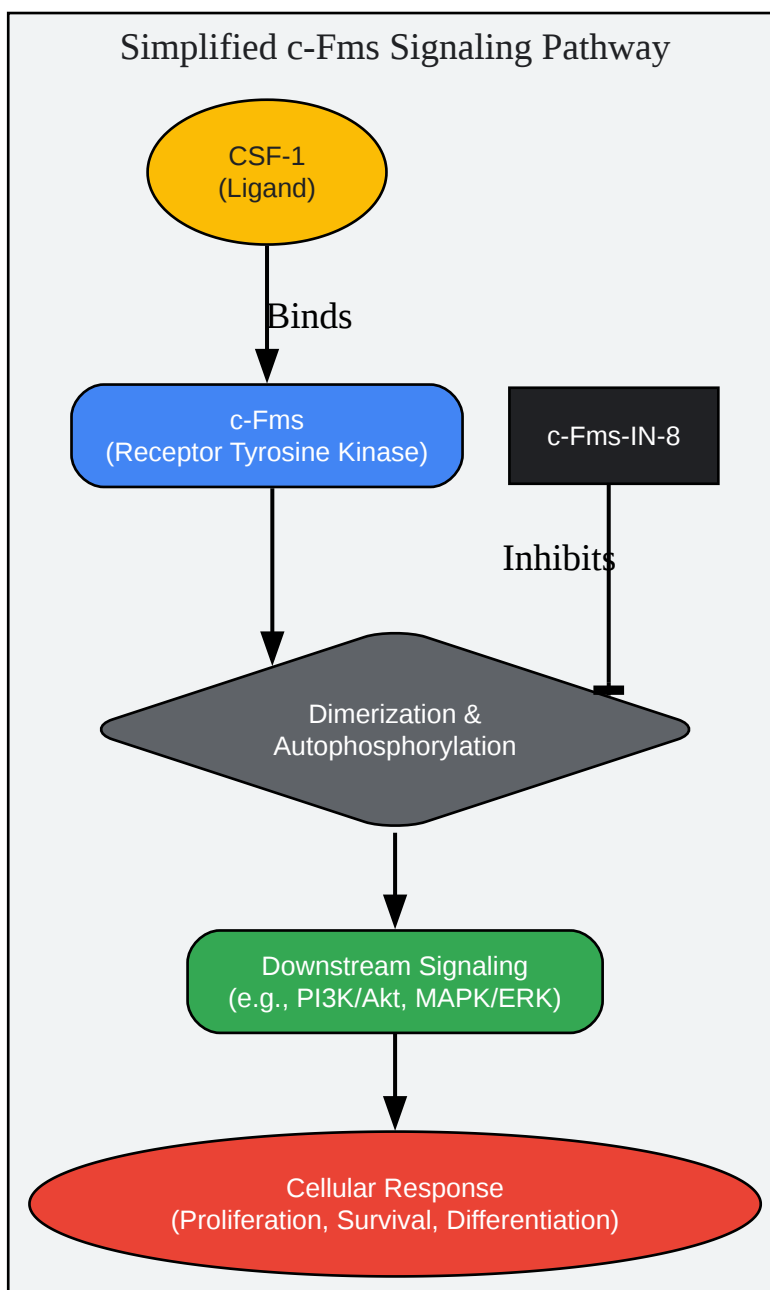 Simplified c-Fms Signaling Pathway
CSF-1
(Ligand)
Binds
c-Fms
(Receptor Tyrosine Kinase)
c-Fms-IN-8
Inhibits
Dimerization &
Autophosphorylation
Downstream Signaling
(e.g., PI3K/Akt, MAPK/ERK)
Cellular Response
(Proliferation, Survival, Differentiation)